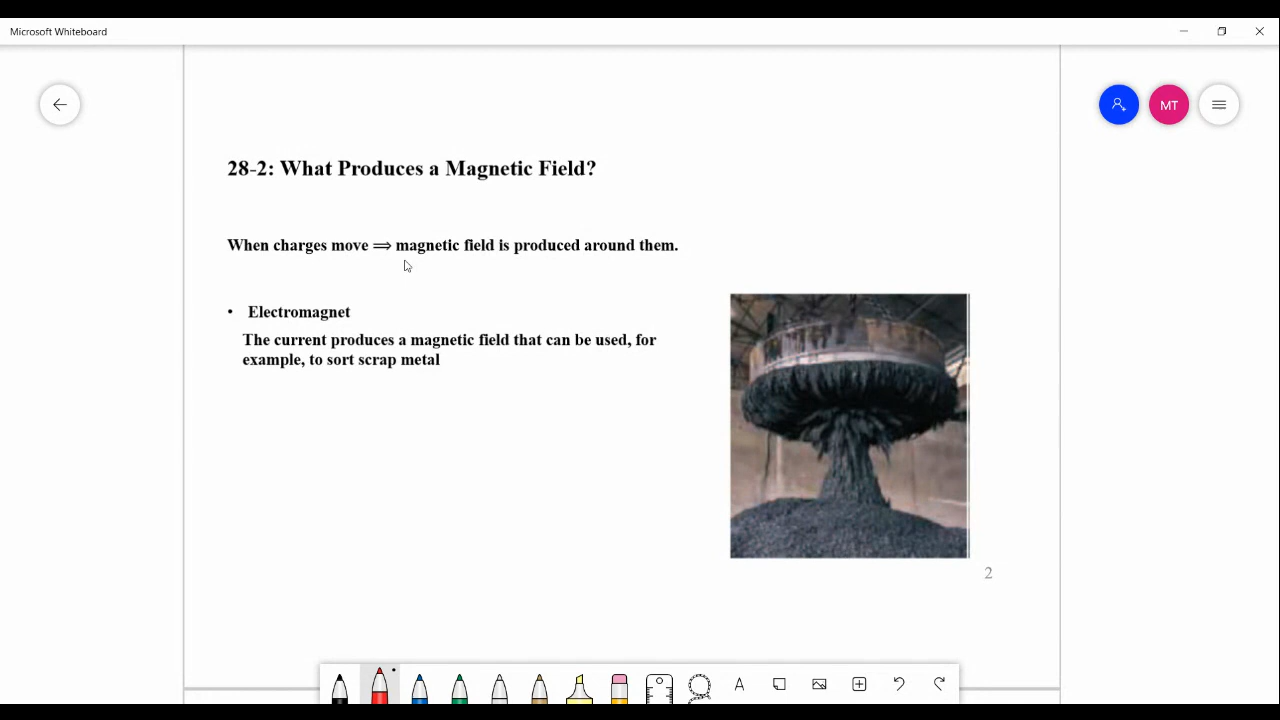 Microsoft Whiteboard
MT
28-2: What Produces a Magnetic Field?
When charges move ⟹ magnetic field is produced around them.
• Electromagnet
The current produces a magnetic field that can be used, for
example, to sort scrap metal
2
A